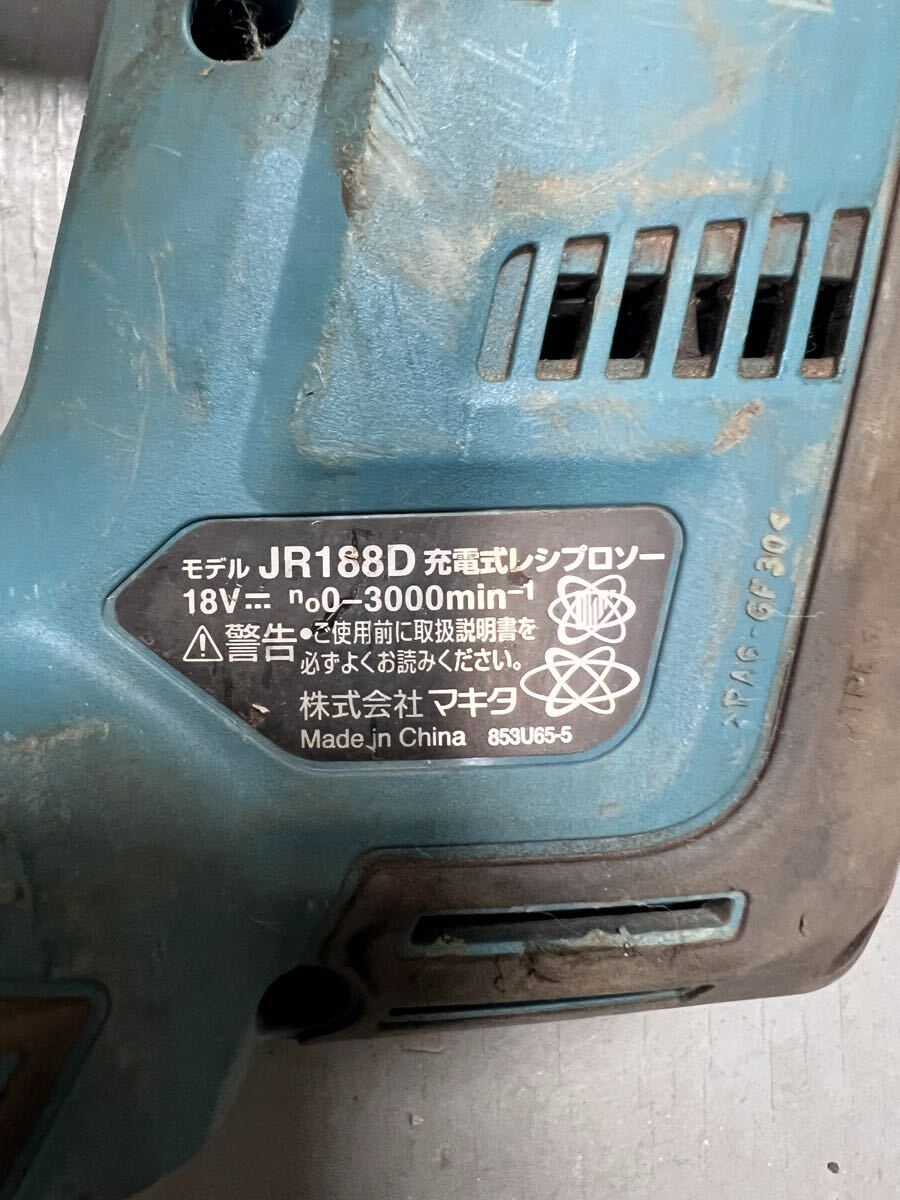 モデル JR188D 充電式レシプロソー
18V⎓ n₀0-3000min⁻¹
⚠警告 •ご使用前に取扱説明書を
必ずよくお読みください。
株式会社 マキタ
Made in China 853U65-5
>PA6-GF30<